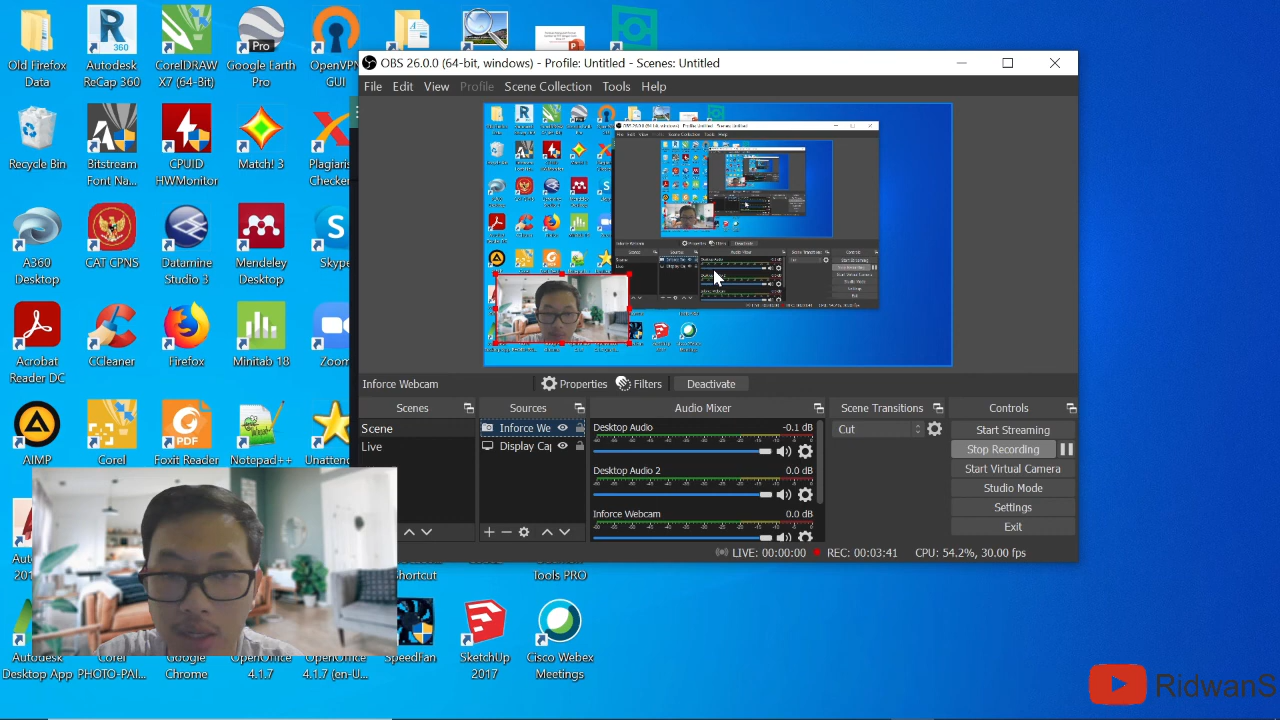 Old Firefox Data
Autodesk ReCap 360
CorelDRAW X7 (64-Bit)
Google Earth Pro
OpenVPN GUI
Recycle Bin
Bitstream Font Na...
CPUID HWMonitor
Match! 3
Plagiaris
Checker
CAT CPNS
Datamine Studio 3
Mendeley Desktop
Skype
Desktop...
Acrobat Reader DC
CCleaner
Firefox
Minitab 18
Zoom
AIMP
Corel
Foxit Reader
Notepad++
Unattend
Autodesk Desktop App
Corel PHOTO-PAI...
Google Chrome
OpenOffice 4.1.7
OpenOffice 4.1.7 (en-U...
Shortcut
Tools PRO
SpeedFan
SketchUp 2017
Cisco Webex Meetings
OBS 26.0.0 (64-bit, windows) - Profile: Untitled - Scenes: Untitled
File Edit View Profile Scene Collection Tools Help
Inforce Webcam Properties Filters Deactivate
Scenes
Scene
Live
Sources
Inforce We
Display Cap
Audio Mixer
Desktop Audio -0.1 dB
Desktop Audio 2 0.0 dB
Inforce Webcam 0.0 dB
Scene Transitions
Cut
Controls
Start Streaming
Stop Recording
Start Virtual Camera
Studio Mode
Settings
Exit
LIVE: 00:00:00 REC: 00:03:41 CPU: 54.2%, 30.00 fps
RidwanS